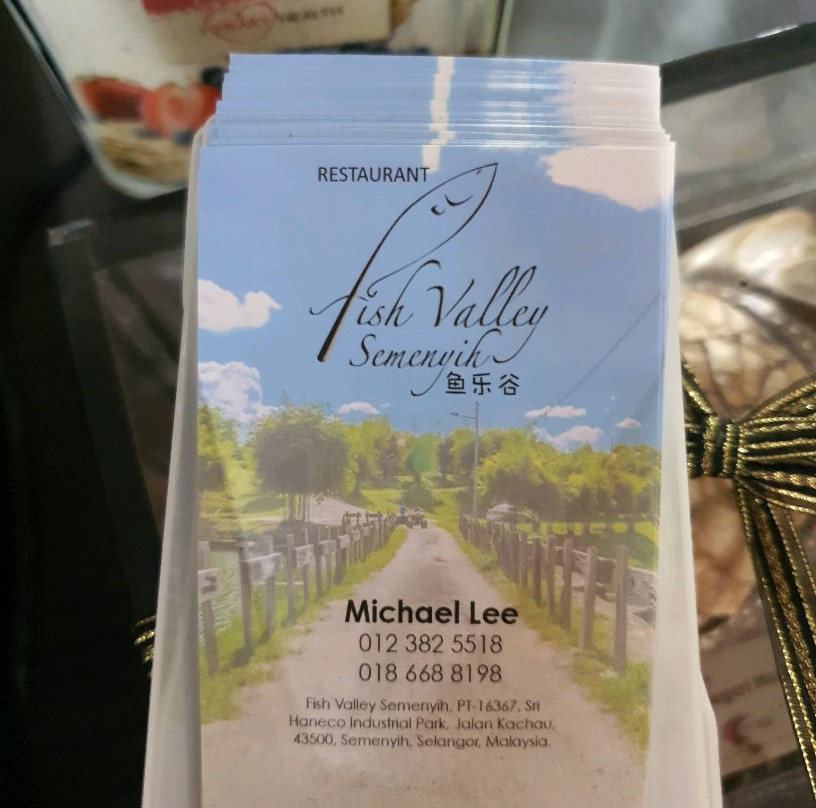 HEALTH
RESTAURANT
Fish Valley
Semenyih
鱼乐谷
Michael Lee
012 382 5518
018 668 8198
Fish Valley Semenyih, PT-16367, Sri
Haneco Industrial Park, Jalan Kachau,
43500, Semenyih, Selangor, Malaysia.